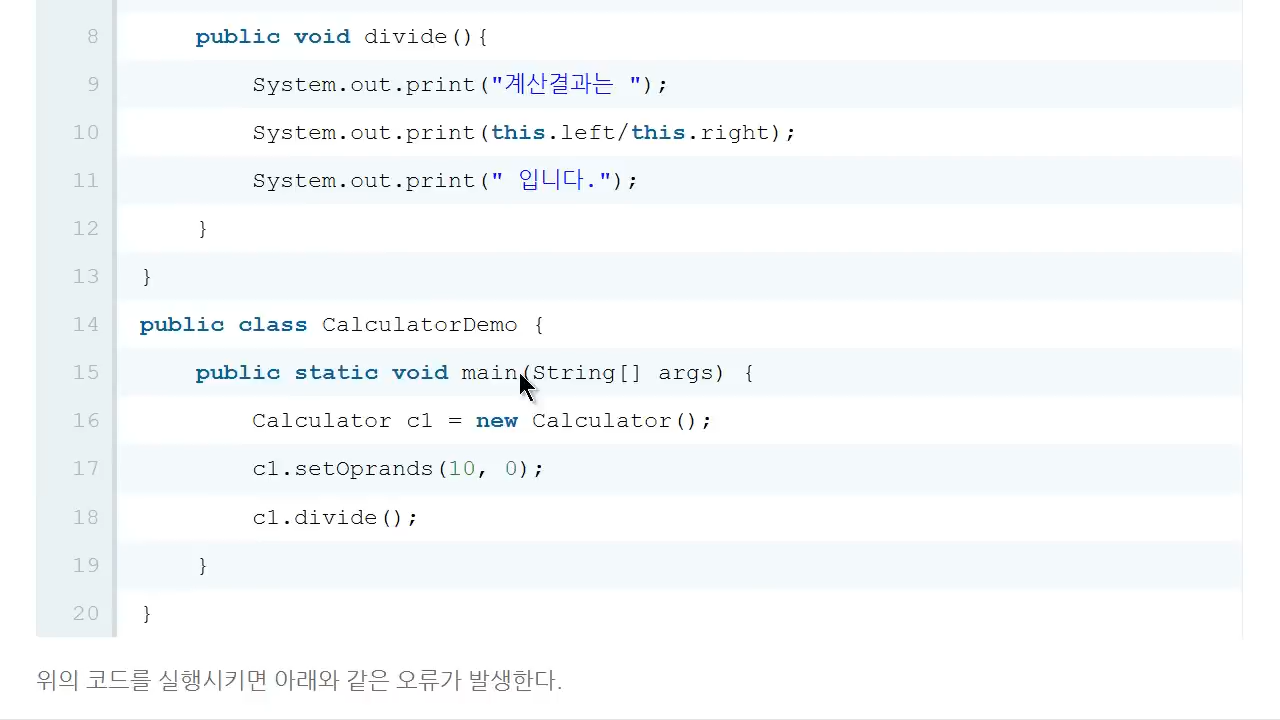 8 public void divide(){
9 System.out.print("계산결과는 ");
10 System.out.print(this.left/this.right);
11 System.out.print(" 입니다.");
12 }
13 }
14 public class CalculatorDemo {
15 public static void main(String[] args) {
16 Calculator c1 = new Calculator();
17 c1.setOprands(10, 0);
18 c1.divide();
19 }
20 }
위의 코드를 실행시키면 아래와 같은 오류가 발생한다.